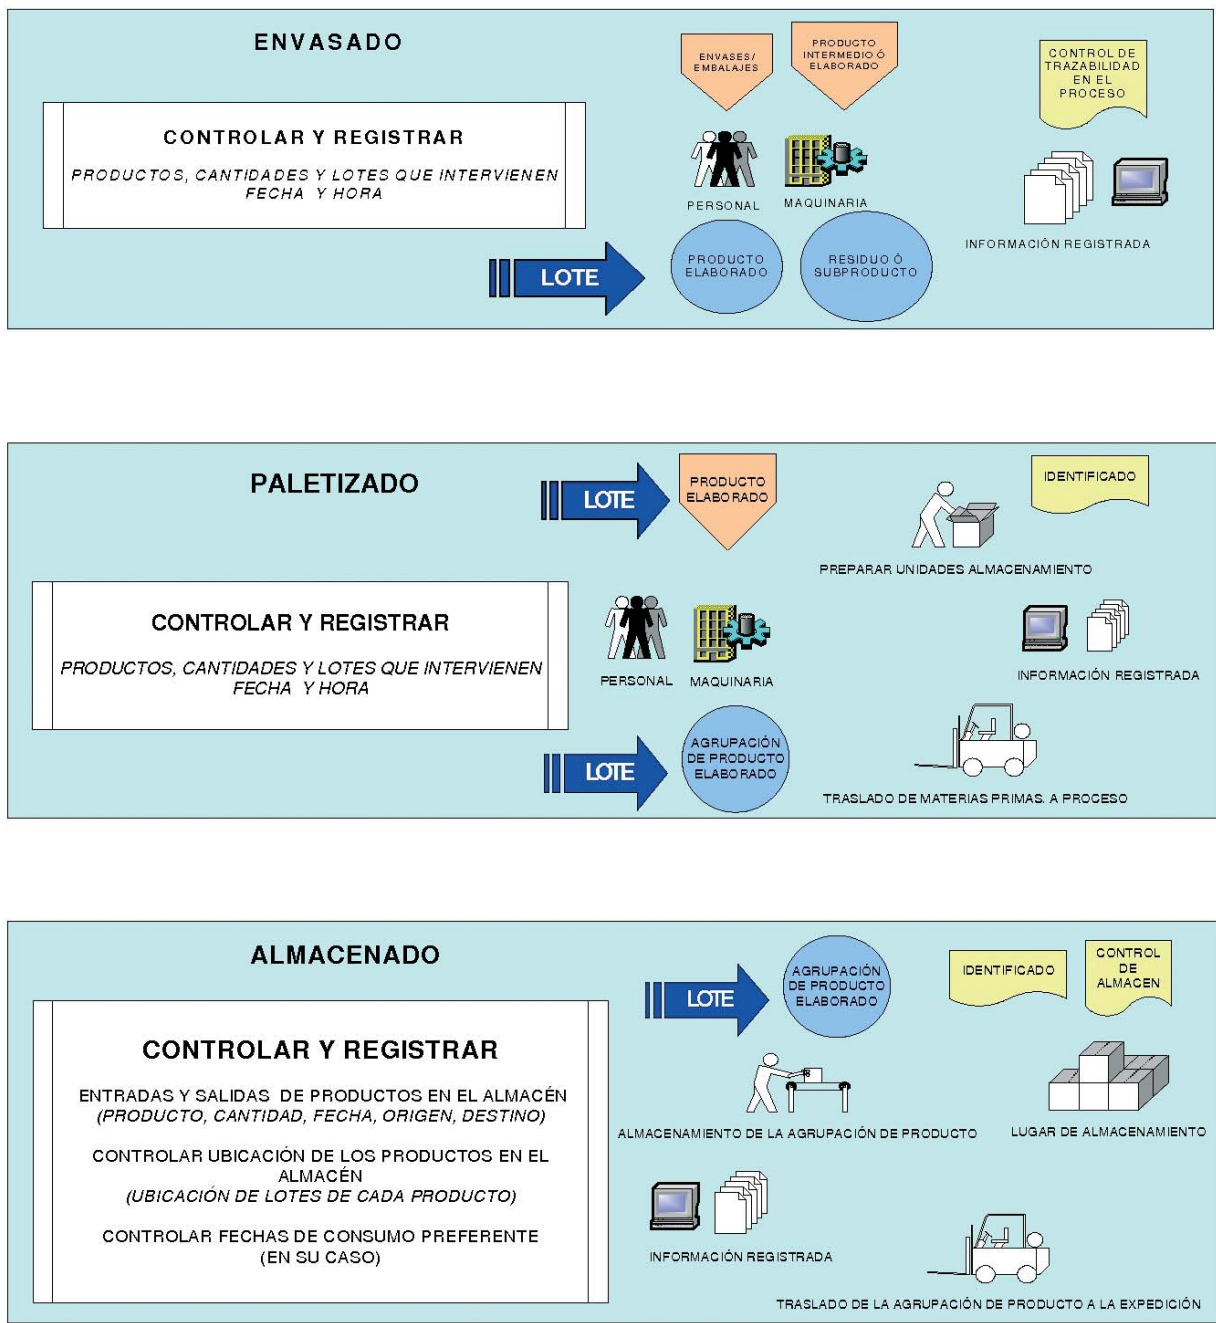 ENVASADO
ENVASES/
EMBALAJES
PRODUCTO
INTERMEDIO Ó
ELABORADO
CONTROL DE
TRAZABILIDAD
EN EL
PROCESO
CONTROLAR Y REGISTRAR
PRODUCTOS, CANTIDADES Y LOTES QUE INTERVIENEN
FECHA Y HORA
PERSONAL
MAQUINARIA
INFORMACIÓN REGISTRADA
LOTE
PRODUCTO
ELABORADO
RESIDUO Ó
SUBPRODUCTO
PALETIZADO
LOTE
PRODUCTO
ELABORADO
IDENTIFICADO
PREPARAR UNIDADES ALMACENAMIENTO
CONTROLAR Y REGISTRAR
PRODUCTOS, CANTIDADES Y LOTES QUE INTERVIENEN
FECHA Y HORA
PERSONAL
MAQUINARIA
INFORMACIÓN REGISTRADA
LOTE
AGRUPACIÓN
DE PRODUCTO
ELABORADO
TRASLADO DE MATERIAS PRIMAS. A PROCESO
ALMACENADO
LOTE
AGRUPACIÓN
DE PRODUCTO
ELABORADO
IDENTIFICADO
CONTROL
DE
ALMACEN
CONTROLAR Y REGISTRAR
ENTRADAS Y SALIDAS DE PRODUCTOS EN EL ALMACÉN
(PRODUCTO, CANTIDAD, FECHA, ORIGEN, DESTINO)
CONTROLAR UBICACIÓN DE LOS PRODUCTOS EN EL
ALMACÉN
(UBICACIÓN DE LOTES DE CADA PRODUCTO)
CONTROLAR FECHAS DE CONSUMO PREFERENTE
(EN SU CASO)
ALMACENAMIENTO DE LA AGRUPACIÓN DE PRODUCTO
LUGAR DE ALMACENAMIENTO
INFORMACIÓN REGISTRADA
TRASLADO DE LA AGRUPACIÓN DE PRODUCTO A LA EXPEDICIÓN